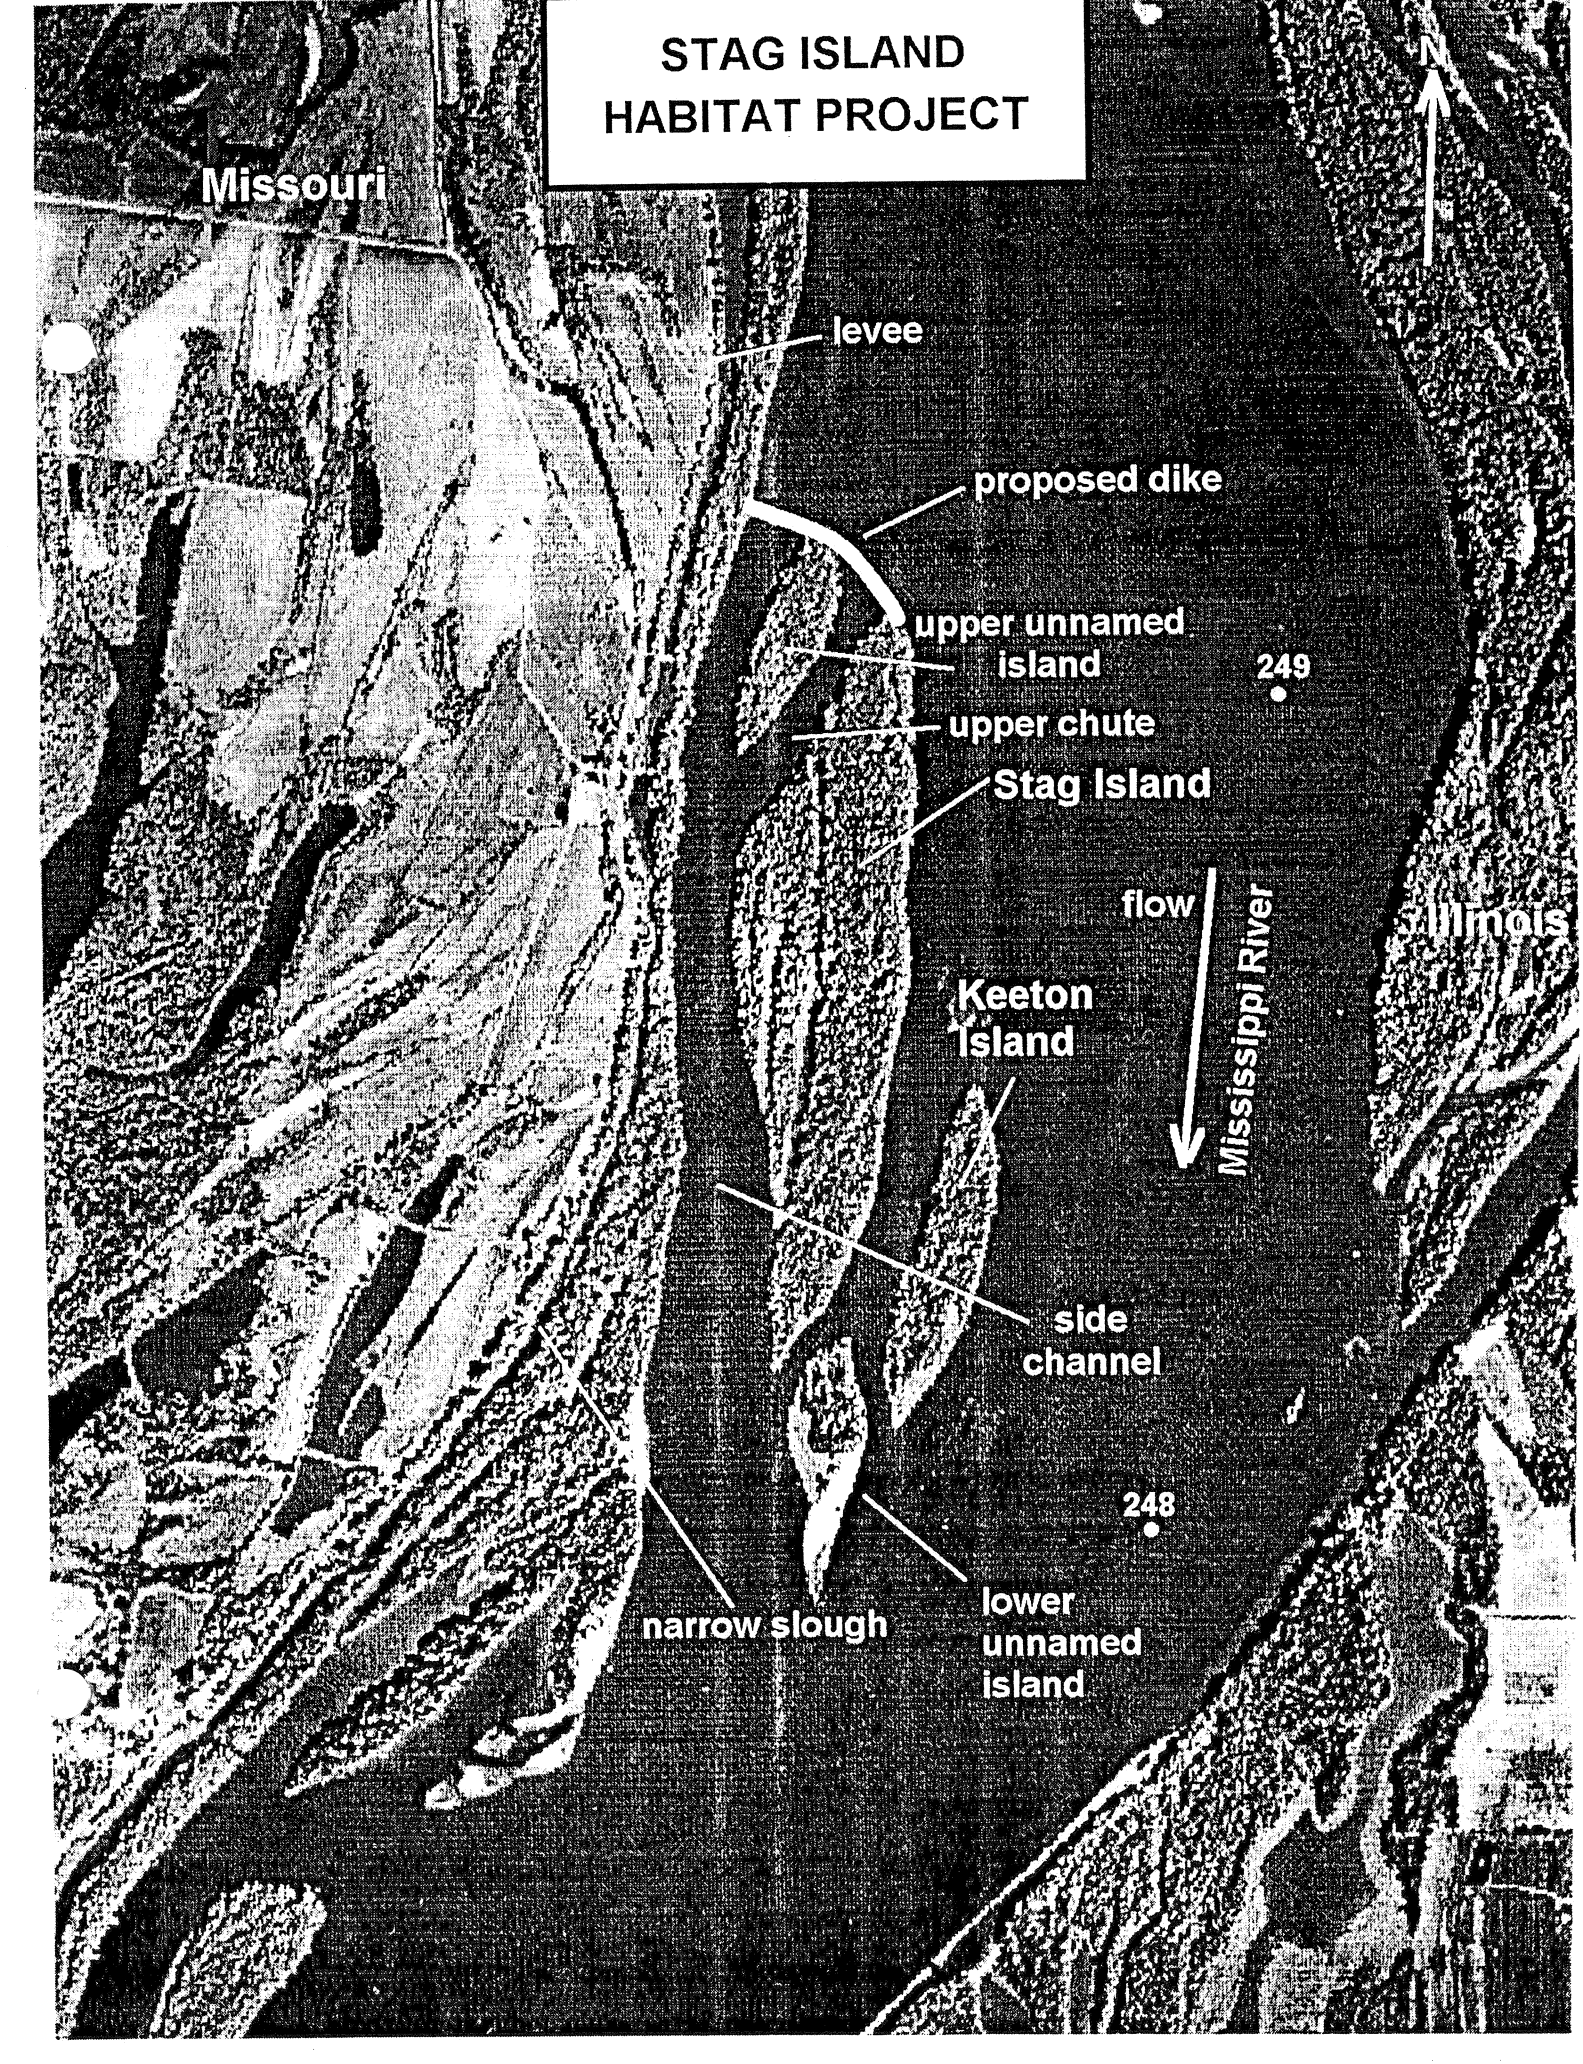 STAG ISLAND
HABITAT PROJECT
N
Missouri
levee
proposed dike
upper unnamed
island
249
upper chute
Stag Island
flow
Mississippi River
Illinois
Keeton
Island
side
channel
248
lower
unnamed
island
narrow slough